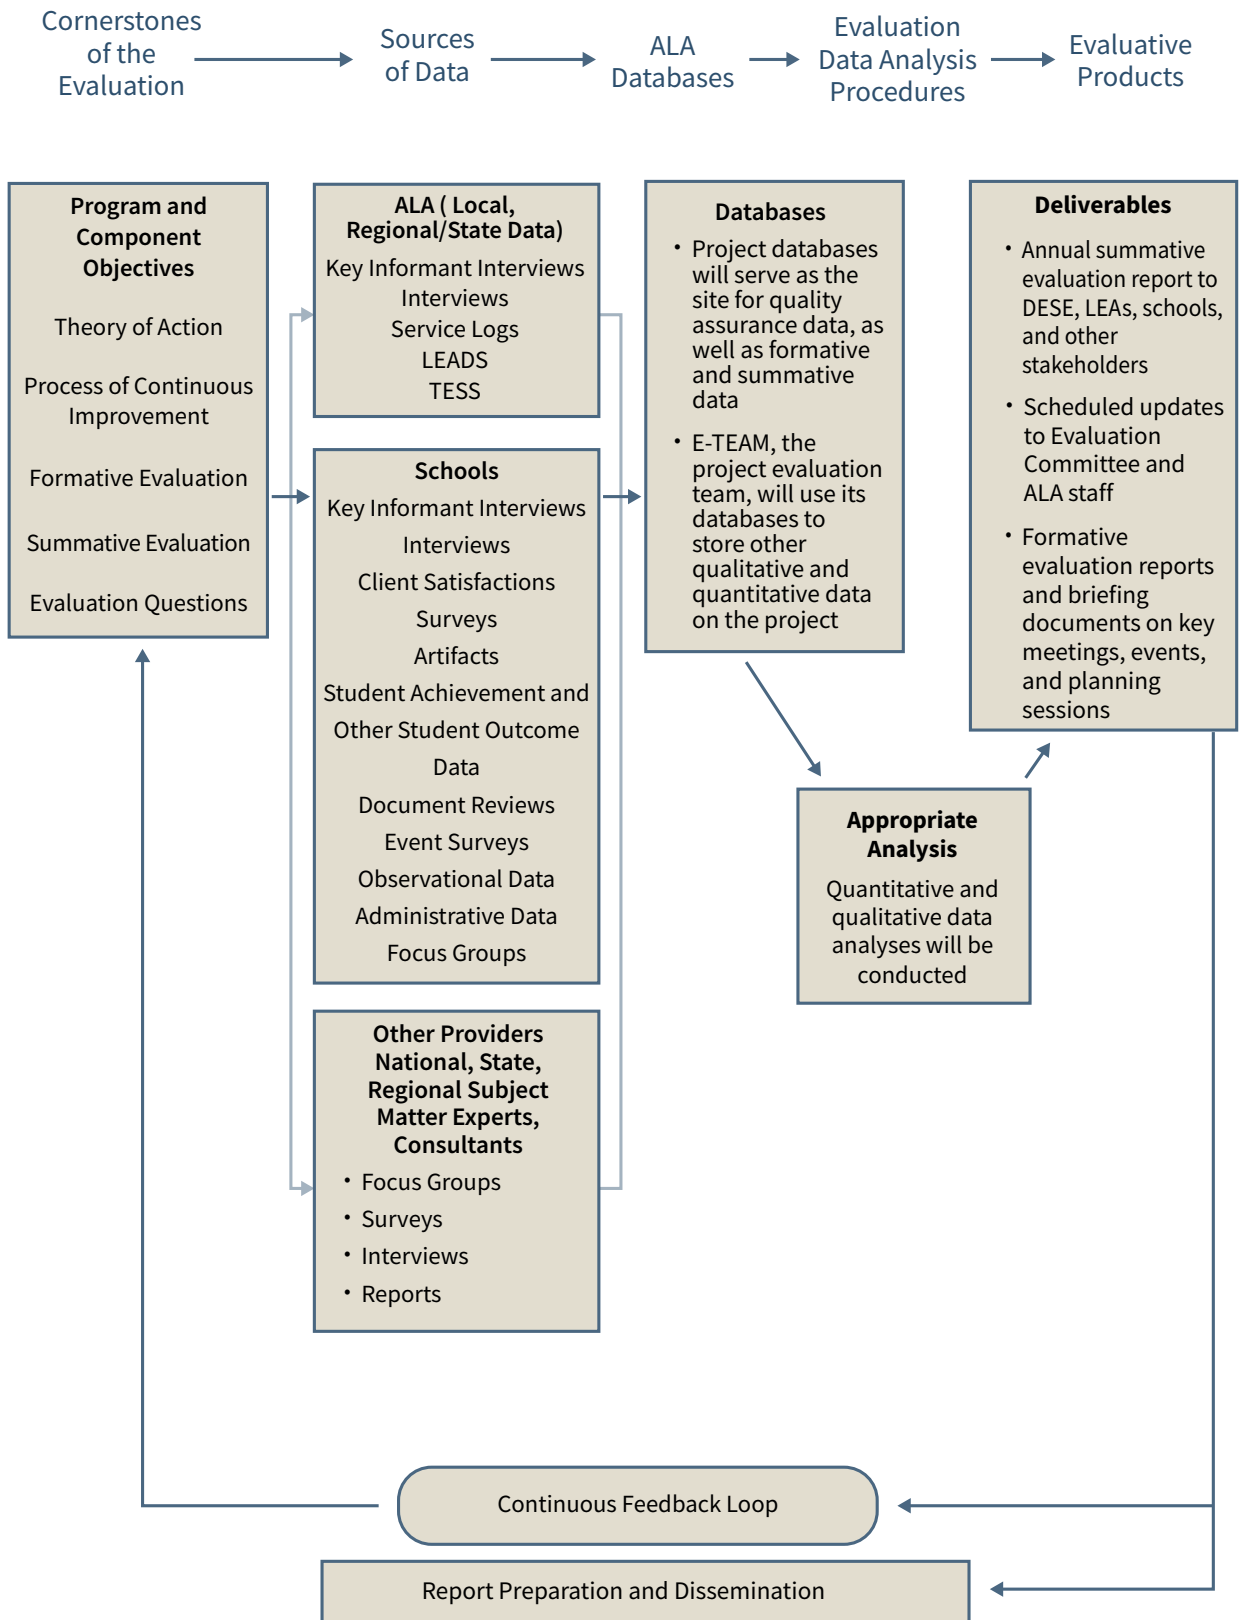 Cornerstones
of the
Evaluation
Sources
of Data
ALA
Databases
Evaluation
Data Analysis
Procedures
Evaluative
Products
Program and
Component
Objectives
Theory of Action
Process of Continuous
Improvement
Formative Evaluation
Summative Evaluation
Evaluation Questions
ALA ( Local,
Regional/State Data)
Key Informant Interviews
Interviews
Service Logs
LEADS
TESS
Schools
Key Informant Interviews
Interviews
Client Satisfactions
Surveys
Artifacts
Student Achievement and
Other Student Outcome
Data
Document Reviews
Event Surveys
Observational Data
Administrative Data
Focus Groups
Other Providers
National, State,
Regional Subject
Matter Experts,
Consultants
• Focus Groups
• Surveys
• Interviews
• Reports
Databases
• Project databases
will serve as the
site for quality
assurance data, as
well as formative
and summative
data
• E-TEAM, the
project evaluation
team, will use its
databases to
store other
qualitative and
quantitative data
on the project
Appropriate
Analysis
Quantitative and
qualitative data
analyses will be
conducted
Deliverables
• Annual summative
evaluation report to
DESE, LEAs, schools,
and other
stakeholders
• Scheduled updates
to Evaluation
Committee and
ALA staff
• Formative
evaluation reports
and briefing
documents on key
meetings, events,
and planning
sessions
Continuous Feedback Loop
Report Preparation and Dissemination